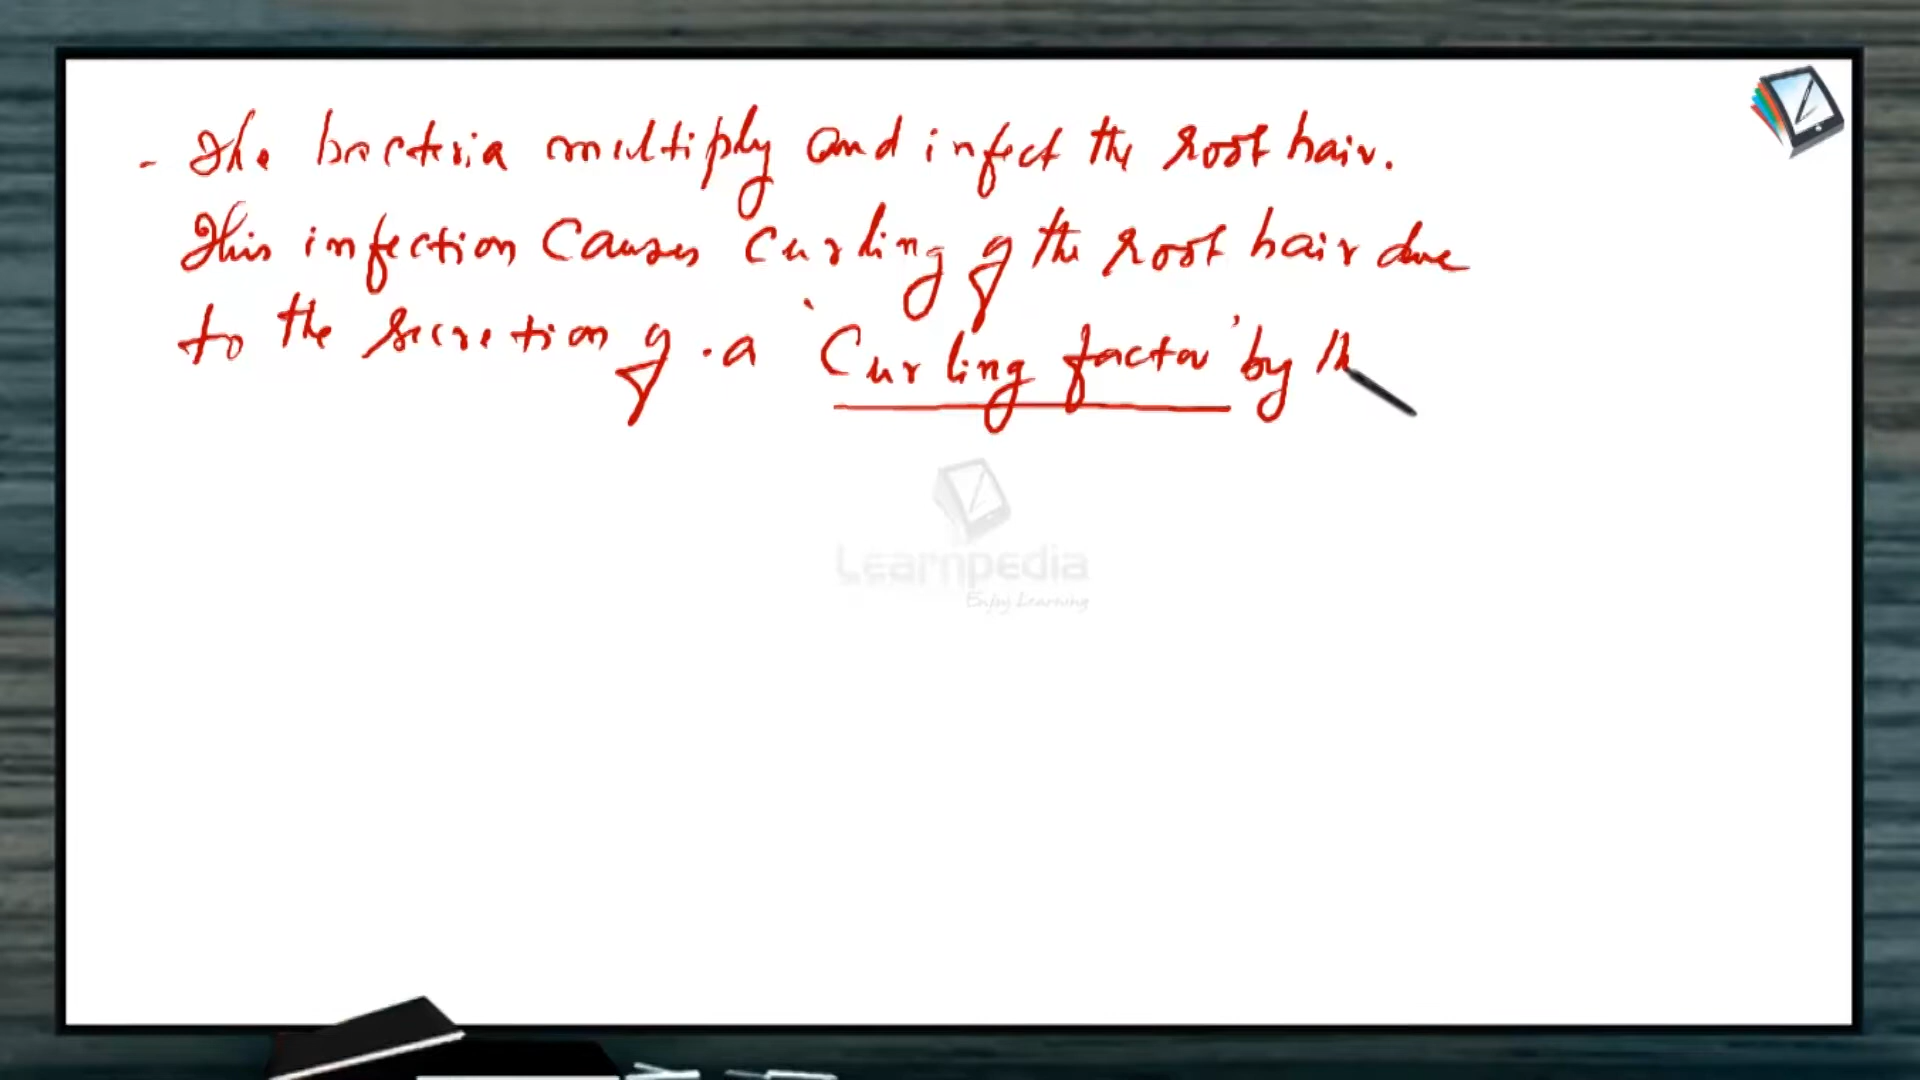 - The bacteria multiply and infect the root hair.
This infection causes curling of the root hair due
to the secretion of a 'Curling factor' by th
Learnpedia
Enjoy Learning